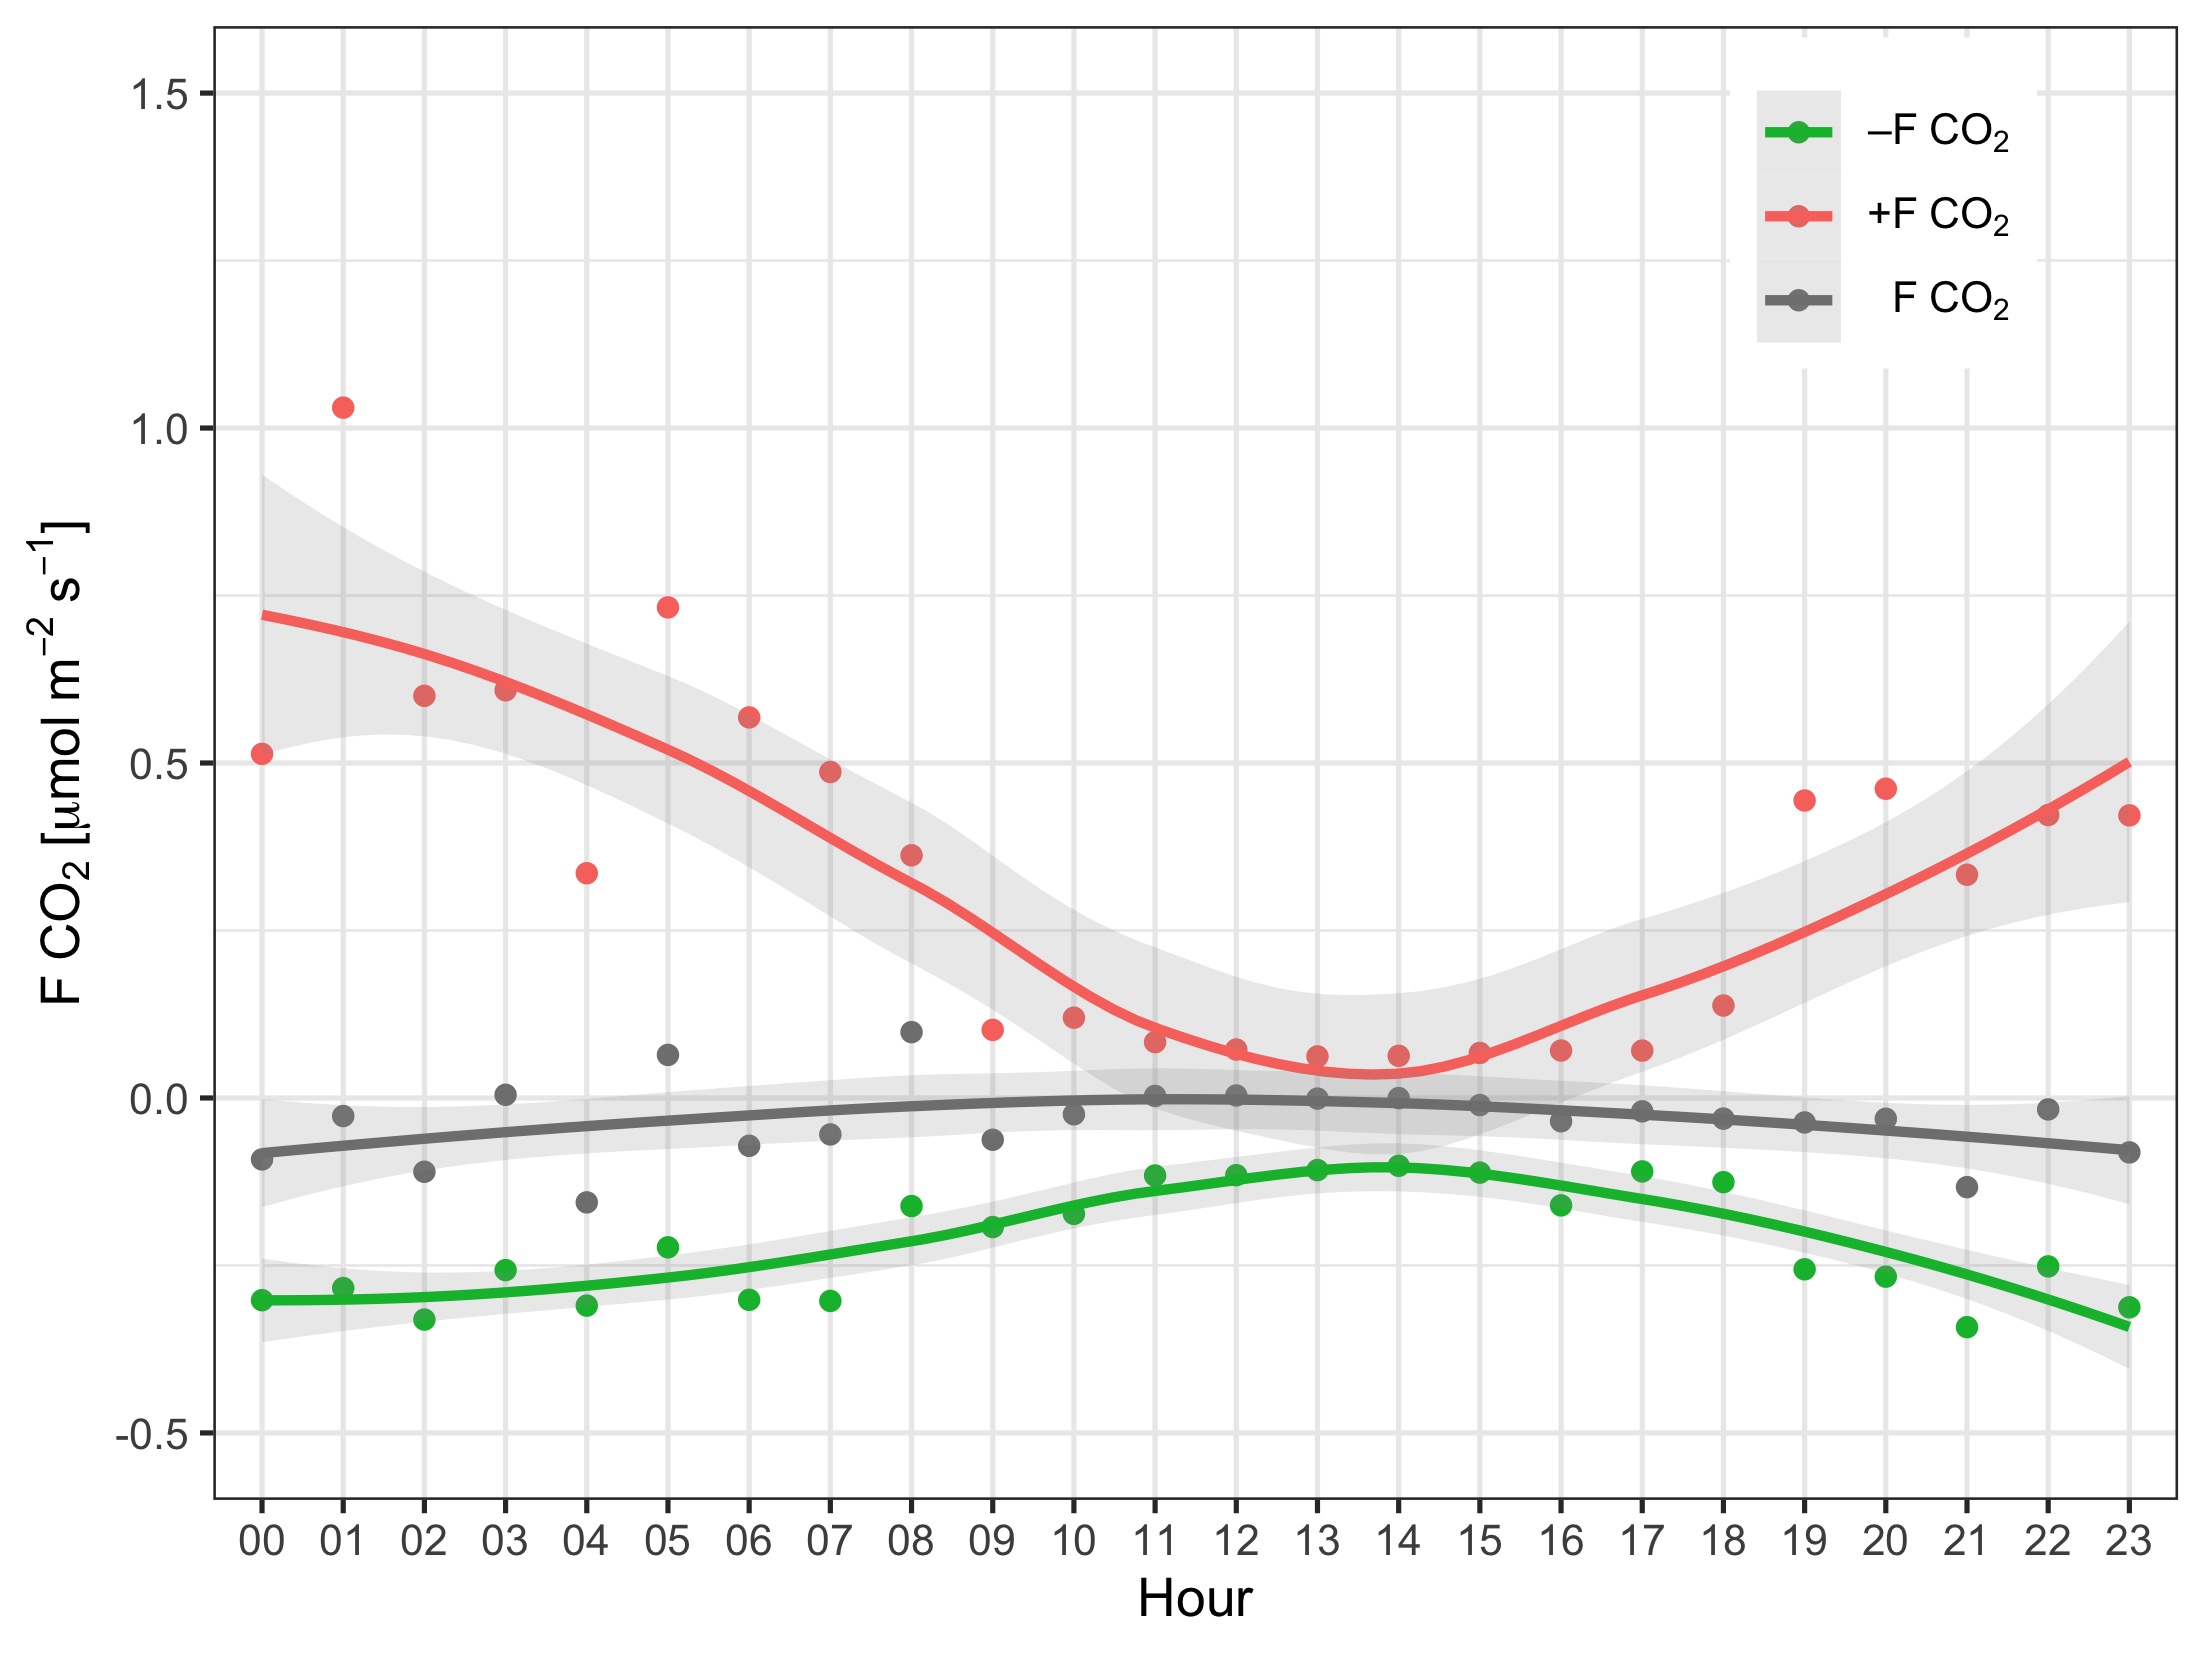 F CO₂ [μmol m⁻² s⁻¹]
1.5
1.0
0.5
0.0
-0.5
–F CO₂
+F CO₂
F CO₂
00 01 02 03 04 05 06 07 08 09 10 11 12 13 14 15 16 17 18 19 20 21 22 23
Hour